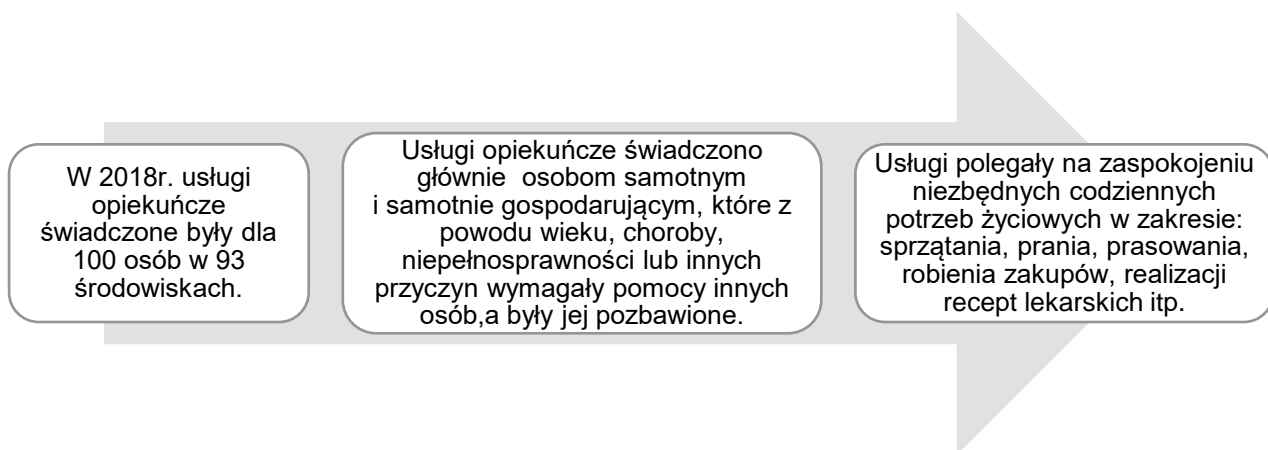 W 2018r. usługi
opiekuńcze
świadczone były dla
100 osób w 93
środowiskach.
Usługi opiekuńcze świadczono
głównie  osobom samotnym
i samotnie gospodarującym, które z
powodu wieku, choroby,
niepełnosprawności lub innych
przyczyn wymagały pomocy innych
osób,a były jej pozbawione.
Usługi polegały na zaspokojeniu
niezbędnych codziennych
potrzeb życiowych w zakresie:
sprzątania, prania, prasowania,
robienia zakupów, realizacji
recept lekarskich itp.